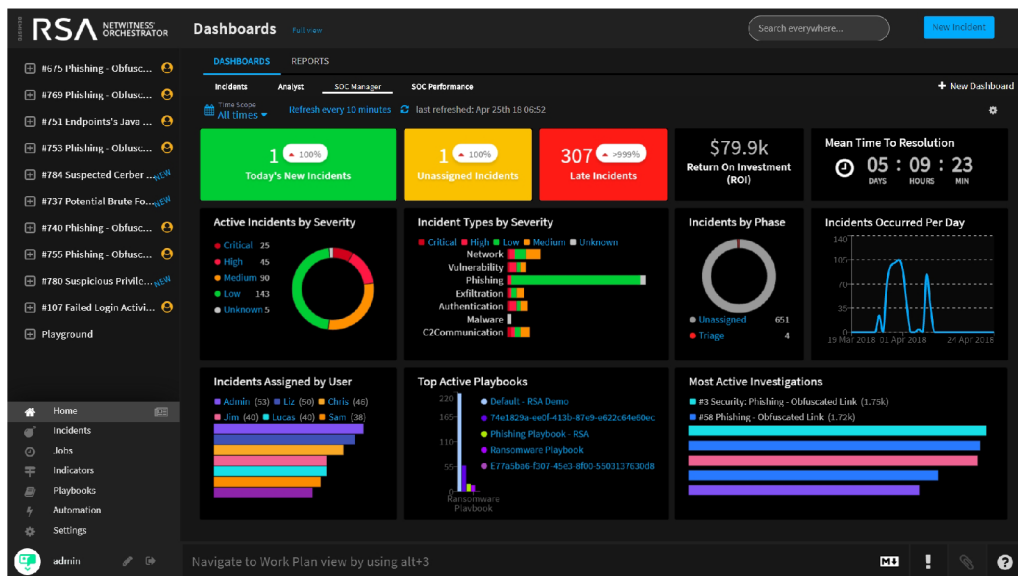 RSA NETWITNESS® ORCHESTRATOR
Dashboards
Full view
Search everywhere...
New Incident
#675 Phishing - Obfusc...
#769 Phishing - Obfusc...
#751 Endpoints's Java ...
#753 Phishing - Obfusc...
#784 Suspected Cerber ... NEW
#737 Potential Brute Fo... NEW
#740 Phishing - Obfusc...
#755 Phishing - Obfusc...
#780 Suspicious Privile... NEW
#107 Failed Login Activi...
Playground
Home
Incidents
Jobs
Indicators
Playbooks
Automation
Settings
admin
DASHBOARDS REPORTS
Incidents Analyst SOC Manager SOC Performance
+ New Dashboard
Time Scope
All times
Refresh every 10 minutes
last refreshed: Apr 25th 18 06:52
1 100%
Today's New Incidents
1 100%
Unassigned Incidents
307 >999%
Late Incidents
$79.9k
Return On Investment
(ROI)
Mean Time To Resolution
05 : 09 : 23
DAYS HOURS MIN
Active Incidents by Severity
Critical 25
High 45
Medium 90
Low 143
Unknown 5
Incident Types by Severity
Critical High Low Medium Unknown
Network
Vulnerability
Phishing
Exfiltration
Authentication
Malware
C2Communication
Incidents by Phase
Unassigned 651
Triage 4
Incidents Occurred Per Day
140
105
70
35
0
19 Mar 2018 01 Apr 2018 24 Apr 2018
Incidents Assigned by User
Admin (53) Liz (50) Chris (46)
Jim (40) Lucas (40) Sam (38)
Top Active Playbooks
220
165
110
55
0
Ransomware
Playbook
Default - RSA Demo
74e1829a-ee0f-413b-87e9-e622c64e60ec
Phishing Playbook - RSA
Ransomware Playbook
E77a5ba6-f307-45e3-8f00-5503137630d8
Most Active Investigations
#3 Security: Phishing - Obfuscated Link (1.75k)
#58 Phishing - Obfuscated Link (1.72k)
Navigate to Work Plan view by using alt+3